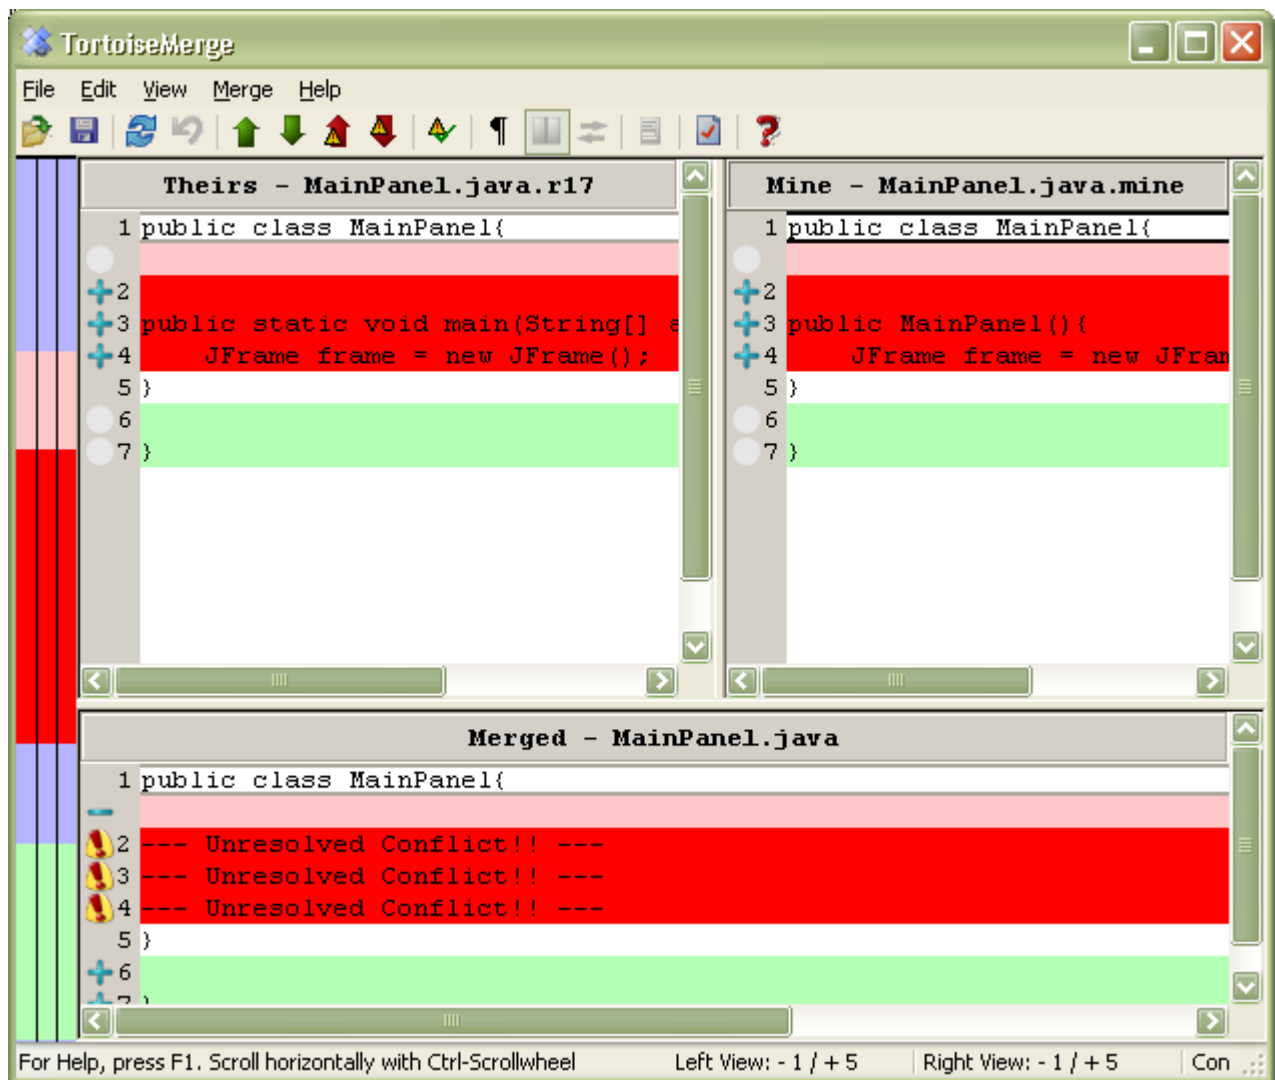 TortoiseMerge
File Edit View Merge Help
Theirs - MainPanel.java.r17
1 public class MainPanel{
2
3 public static void main(String[]
4 JFrame frame = new JFrame();
5 }
6
7 }
Mine - MainPanel.java.mine
1 public class MainPanel{
2
3 public MainPanel(){
4 JFrame frame = new JFram
5 }
6
7 }
Merged - MainPanel.java
1 public class MainPanel{
2 --- Unresolved Conflict!! ---
3 --- Unresolved Conflict!! ---
4 --- Unresolved Conflict!! ---
5 }
6
7 }
For Help, press F1. Scroll horizontally with Ctrl-Scrollwheel Left View: - 1 / + 5 Right View: - 1 / + 5 Con